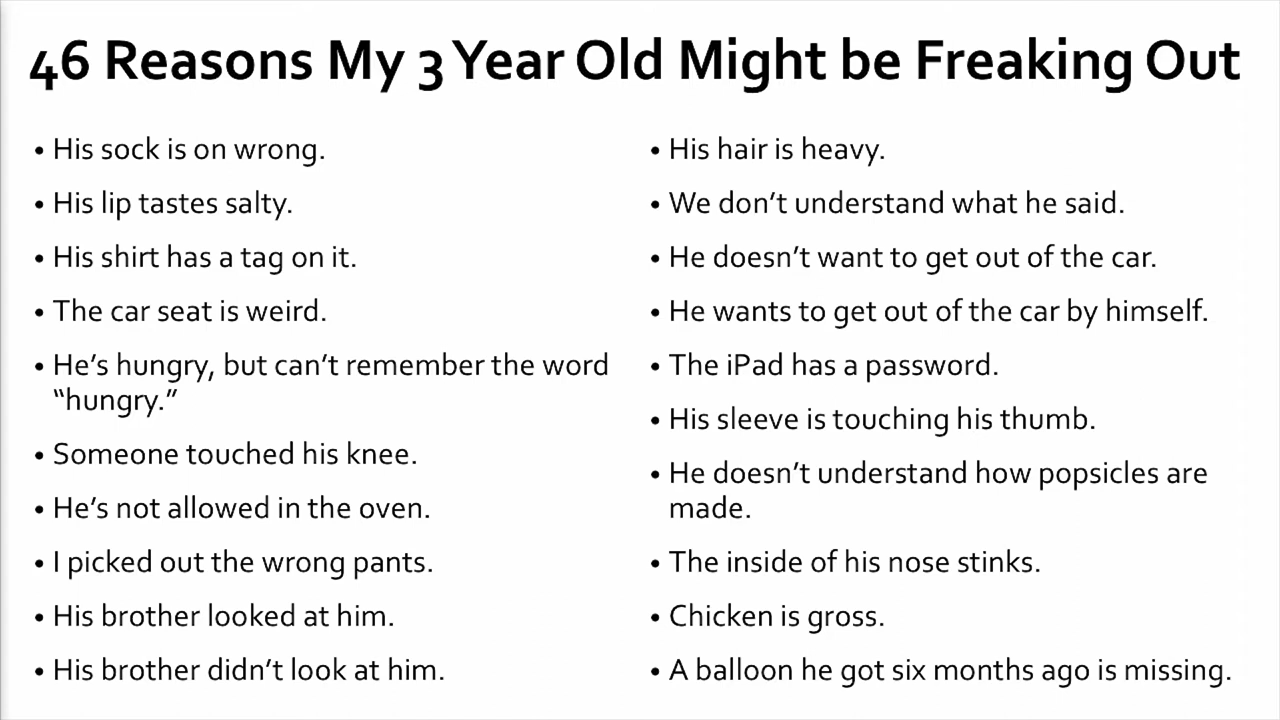 46 Reasons My 3 Year Old Might be Freaking Out
• His sock is on wrong.
• His lip tastes salty.
• His shirt has a tag on it.
• The car seat is weird.
• He’s hungry, but can’t remember the word
“hungry.”
• Someone touched his knee.
• He’s not allowed in the oven.
• I picked out the wrong pants.
• His brother looked at him.
• His brother didn’t look at him.
• His hair is heavy.
• We don’t understand what he said.
• He doesn’t want to get out of the car.
• He wants to get out of the car by himself.
• The iPad has a password.
• His sleeve is touching his thumb.
• He doesn’t understand how popsicles are
made.
• The inside of his nose stinks.
• Chicken is gross.
• A balloon he got six months ago is missing.